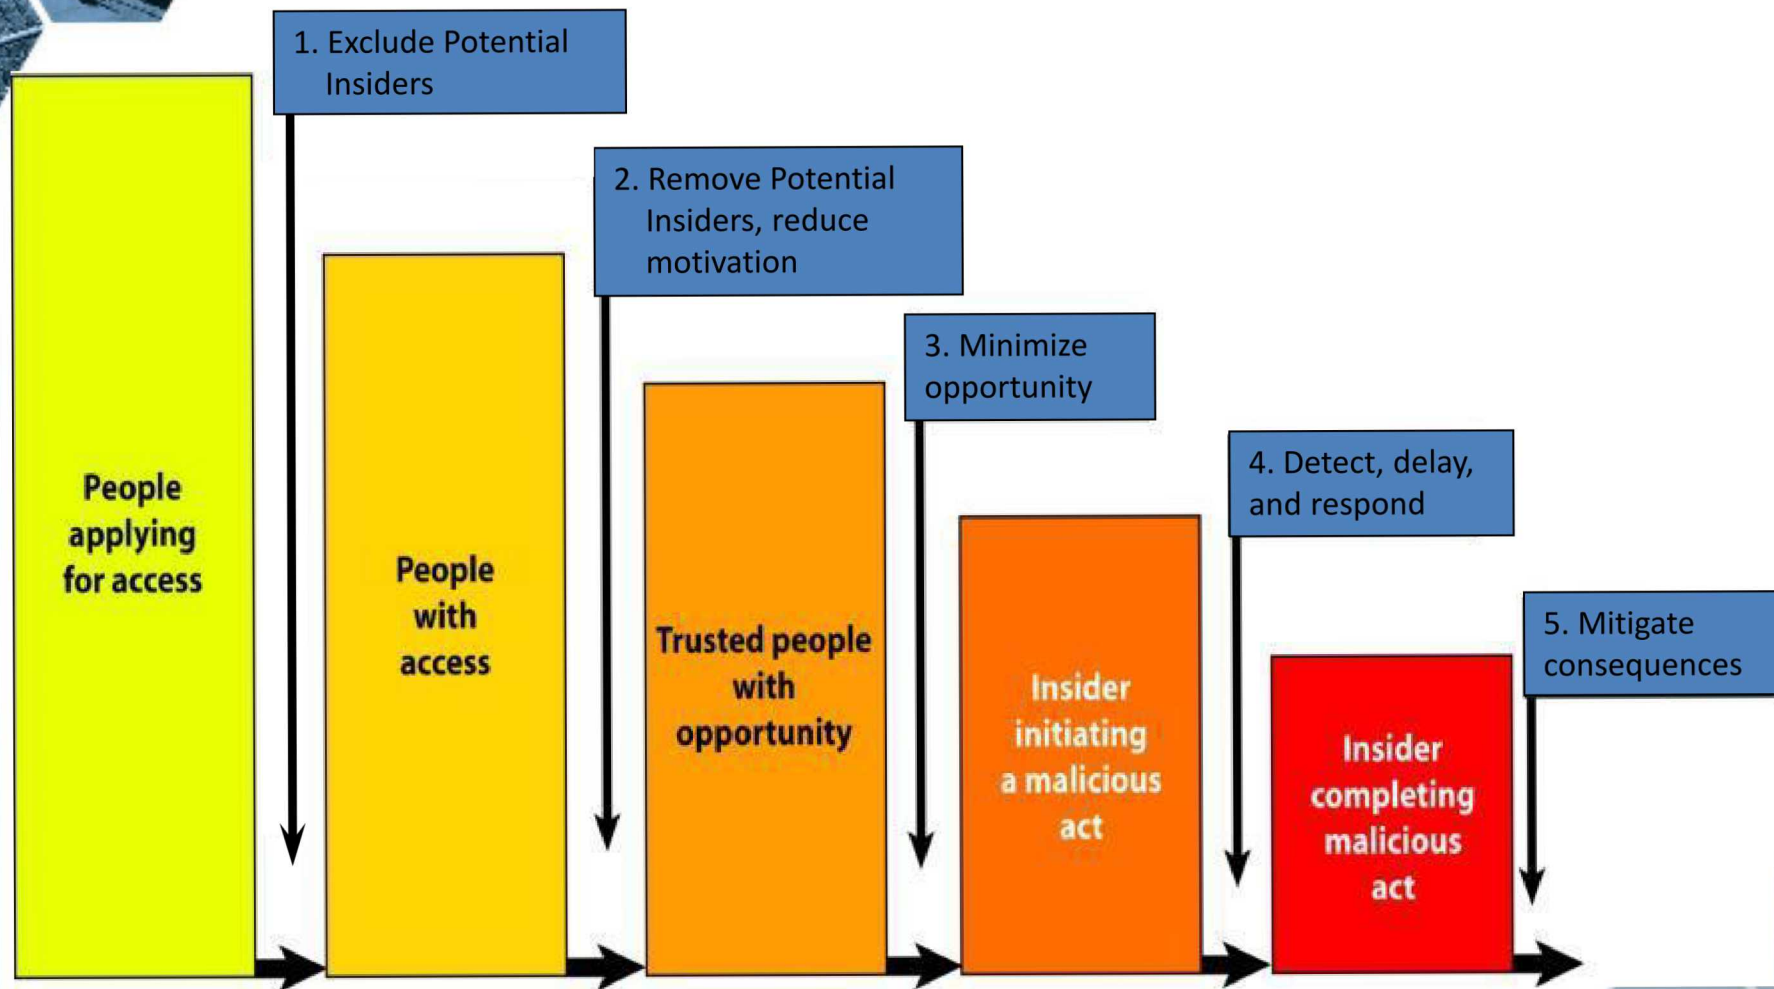 1. Exclude Potential
Insiders
2. Remove Potential
Insiders, reduce
motivation
3. Minimize
opportunity
4. Detect, delay,
and respond
5. Mitigate
consequences
People
applying
for access
People
with
access
Trusted people
with
opportunity
Insider
initiating
a malicious
act
Insider
completing
malicious
act